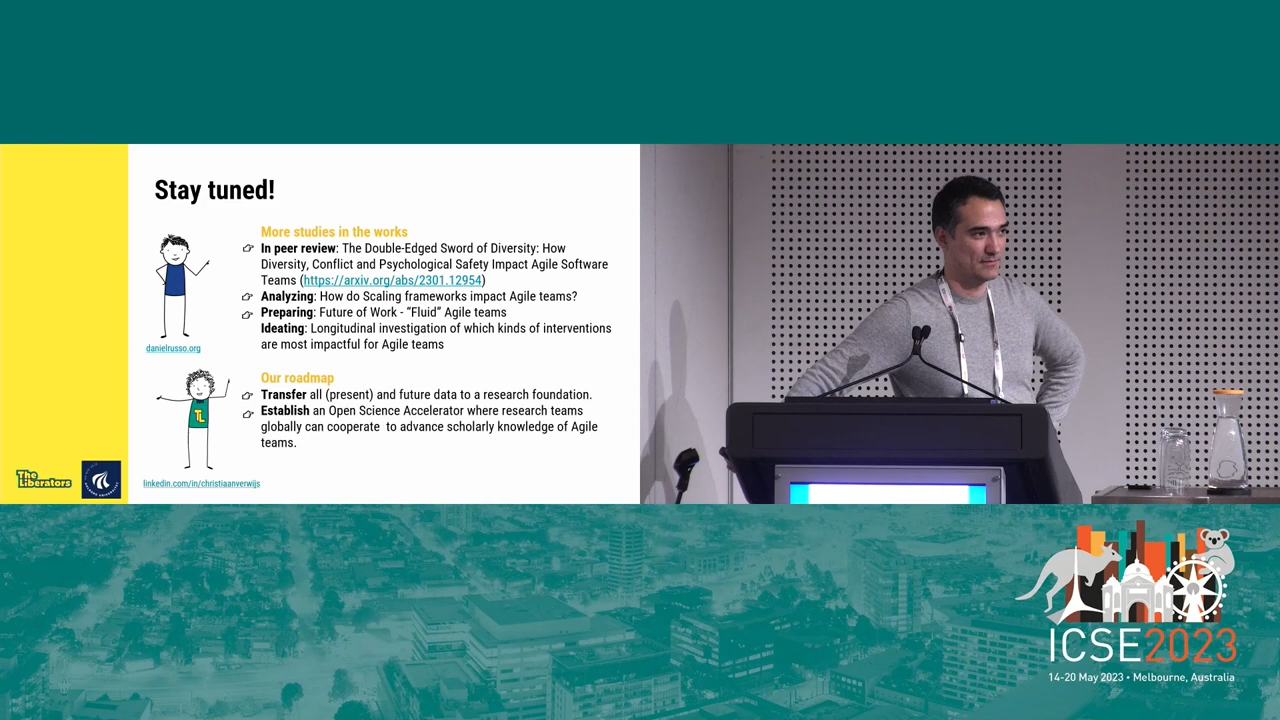 Stay tuned!
More studies in the works
In peer review: The Double-Edged Sword of Diversity: How
Diversity, Conflict and Psychological Safety Impact Agile Software
Teams (https://arxiv.org/abs/2301.12954)
Analyzing: How do Scaling frameworks impact Agile teams?
Preparing: Future of Work - “Fluid” Agile teams
Ideating: Longitudinal investigation of which kinds of interventions
are most impactful for Agile teams
danielrusso.org
Our roadmap
Transfer all (present) and future data to a research foundation.
Establish an Open Science Accelerator where research teams
globally can cooperate to advance scholarly knowledge of Agile
teams.
TL
linkedin.com/in/christiaanverwijs
The
Liberators
ICSE2023
14-20 May 2023 • Melbourne, Australia